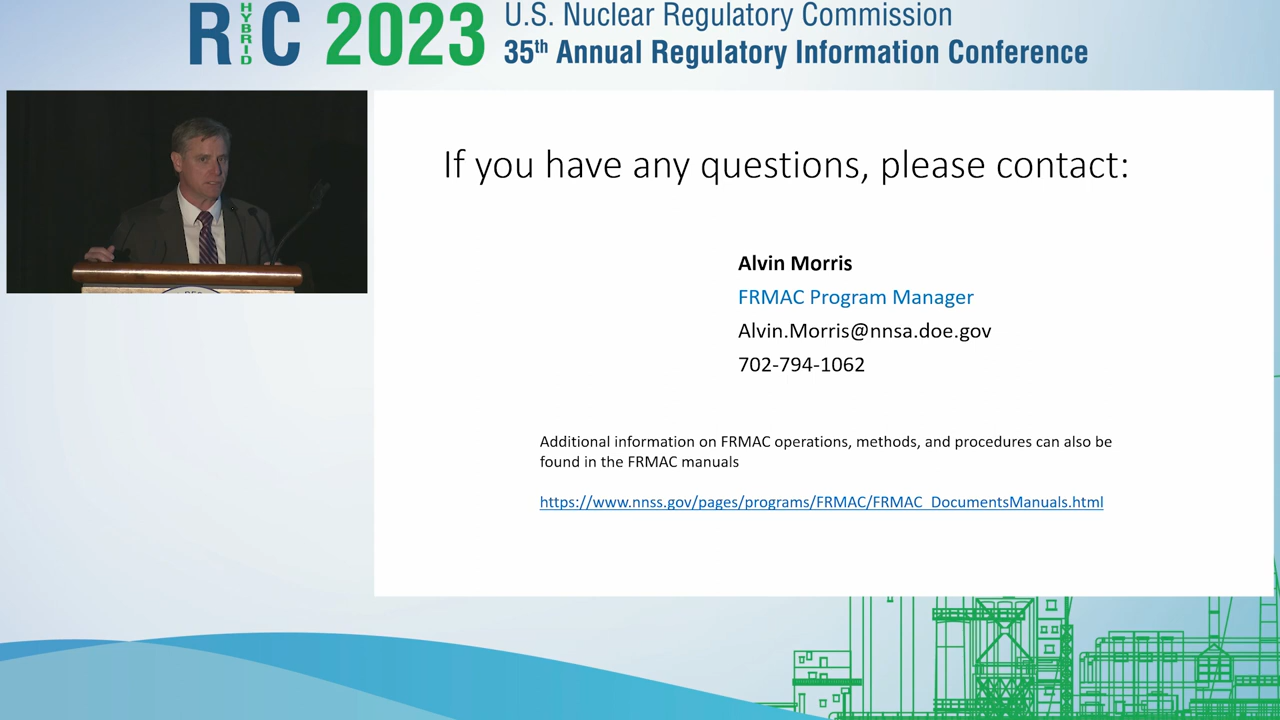 RIC HYBRID 2023
U.S. Nuclear Regulatory Commission
35th Annual Regulatory Information Conference
If you have any questions, please contact:
Alvin Morris
FRMAC Program Manager
Alvin.Morris@nnsa.doe.gov
702-794-1062
Additional information on FRMAC operations, methods, and procedures can also be
found in the FRMAC manuals
https://www.nnss.gov/pages/programs/FRMAC/FRMAC_DocumentsManuals.html